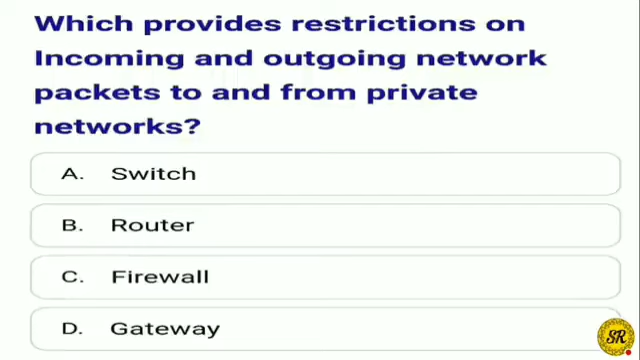 Which provides restrictions on
Incoming and outgoing network
packets to and from private
networks?
A. Switch
B. Router
C. Firewall
D. Gateway
SR